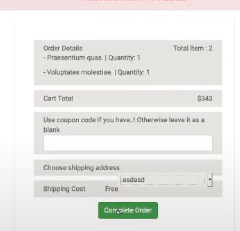 Order Details Total Item : 2
- Praesentium quas. | Quantity: 1
- Voluptates molestiae. | Quantity: 1
Cart Total $343
Use coupon code if you have..! Otherwise leave it as a
blank
Choose shipping address
asdasd
Shipping Cost Free
Complete Order